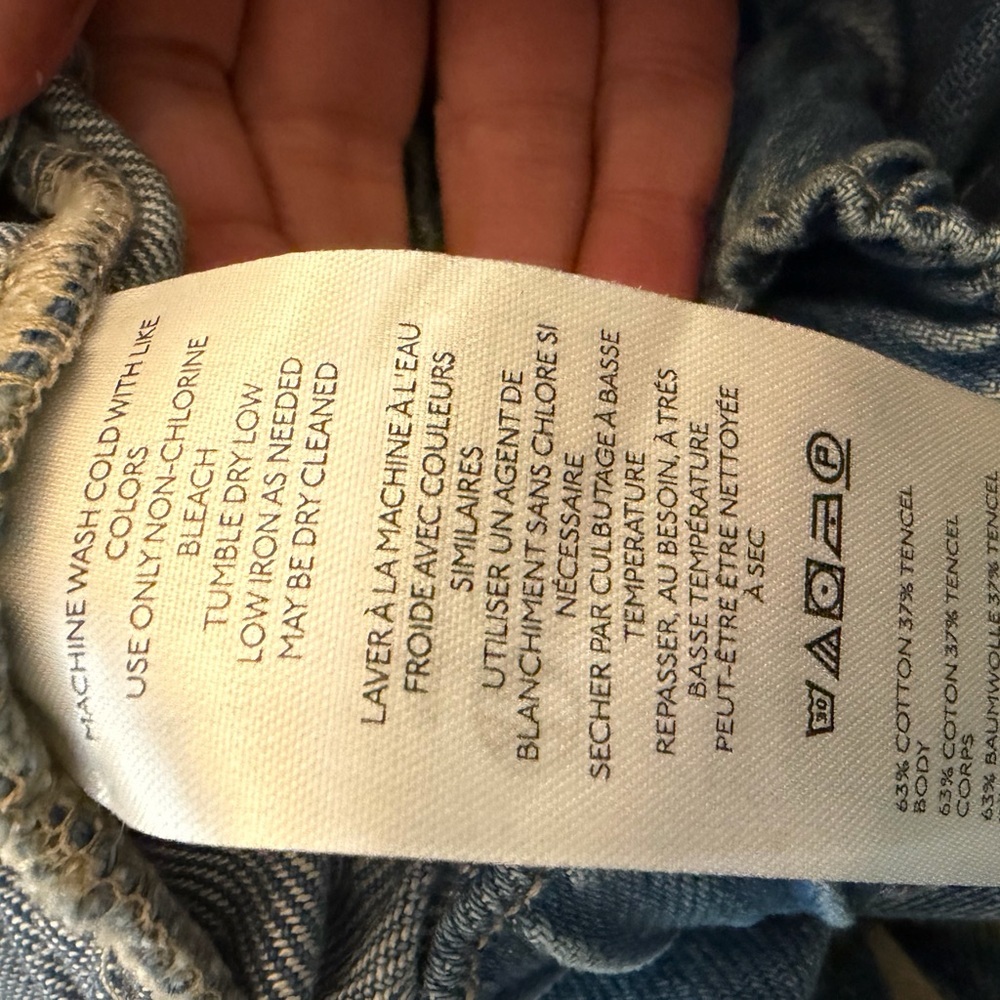 MACHINE WASH COLD WITH LIKE
COLORS
USE ONLY NON-CHLORINE
BLEACH
TUMBLE DRY LOW
LOW IRON AS NEEDED
MAY BE DRY CLEANED
LAVER À LA MACHINE À L'EAU
FROIDE AVEC COULEURS
SIMILAIRES
UTILISER UN AGENT DE
BLANCHIMENT SANS CHLORE SI
NÉCESSAIRE
SECHER PAR CULBUTAGE À BASSE
TEMPERATURE
REPASSER, AU BESOIN, À TRÉS
BASSE TEMPÉRATURE
PEUT-ÊTRE ÊTRE NETTOYÉE
À SEC
30 P
63% COTTON 37% TENCEL
BODY
63% COTON 37% TENCEL
CORPS
63% BAUMWOLLE 37% TENCEL